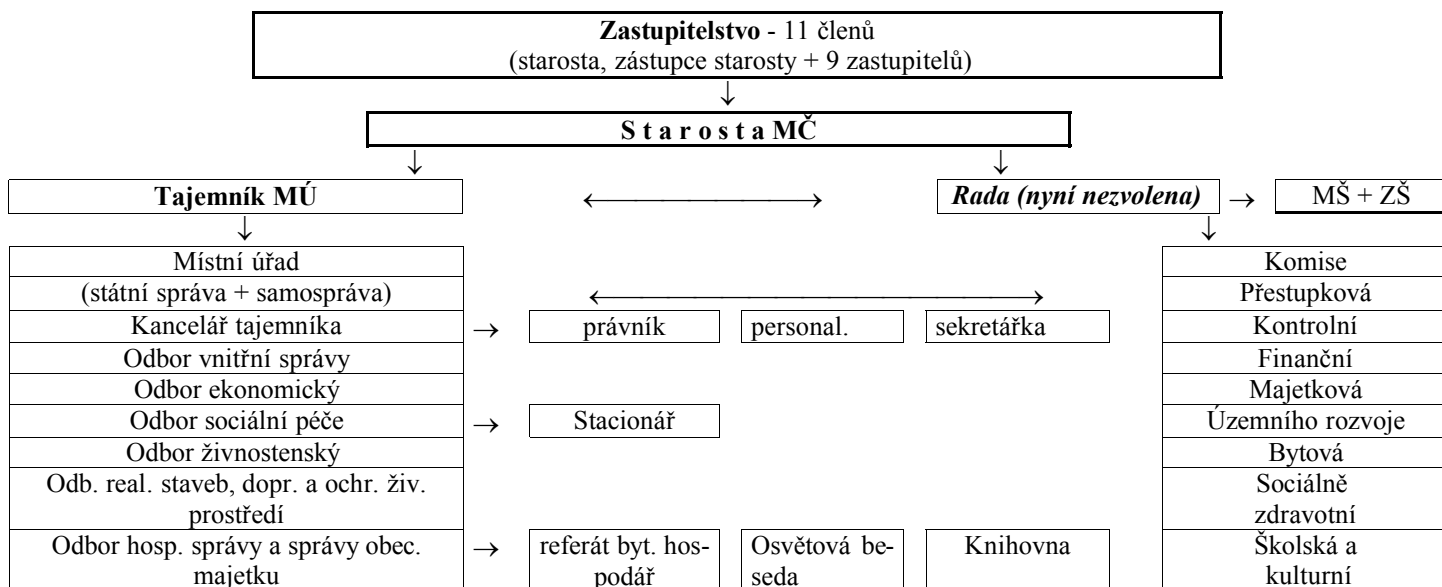 Zastupitelstvo - 11 členů
(starosta, zástupce starosty + 9 zastupitelů)
↓
S t a r o s t a MČ
↓ ↓
Tajemník MÚ ←→ Rada (nyní nezvolena) → MŠ + ZŠ
↓ ↓
Místní úřad Komise
(státní správa + samospráva) ←→ Přestupková
Kancelář tajemníka → právník personal. sekretářka Kontrolní
Odbor vnitřní správy Finanční
Odbor ekonomický Majetková
Odbor sociální péče → Stacionář Územního rozvoje
Odbor živnostenský Bytová
Odb. real. staveb, dopr. a ochr. živ. Sociálně
prostředí zdravotní
Odbor hosp. správy a správy obec. → referát byt. hos- Osvětová be- Knihovna Školská a
majetku podář seda kulturní